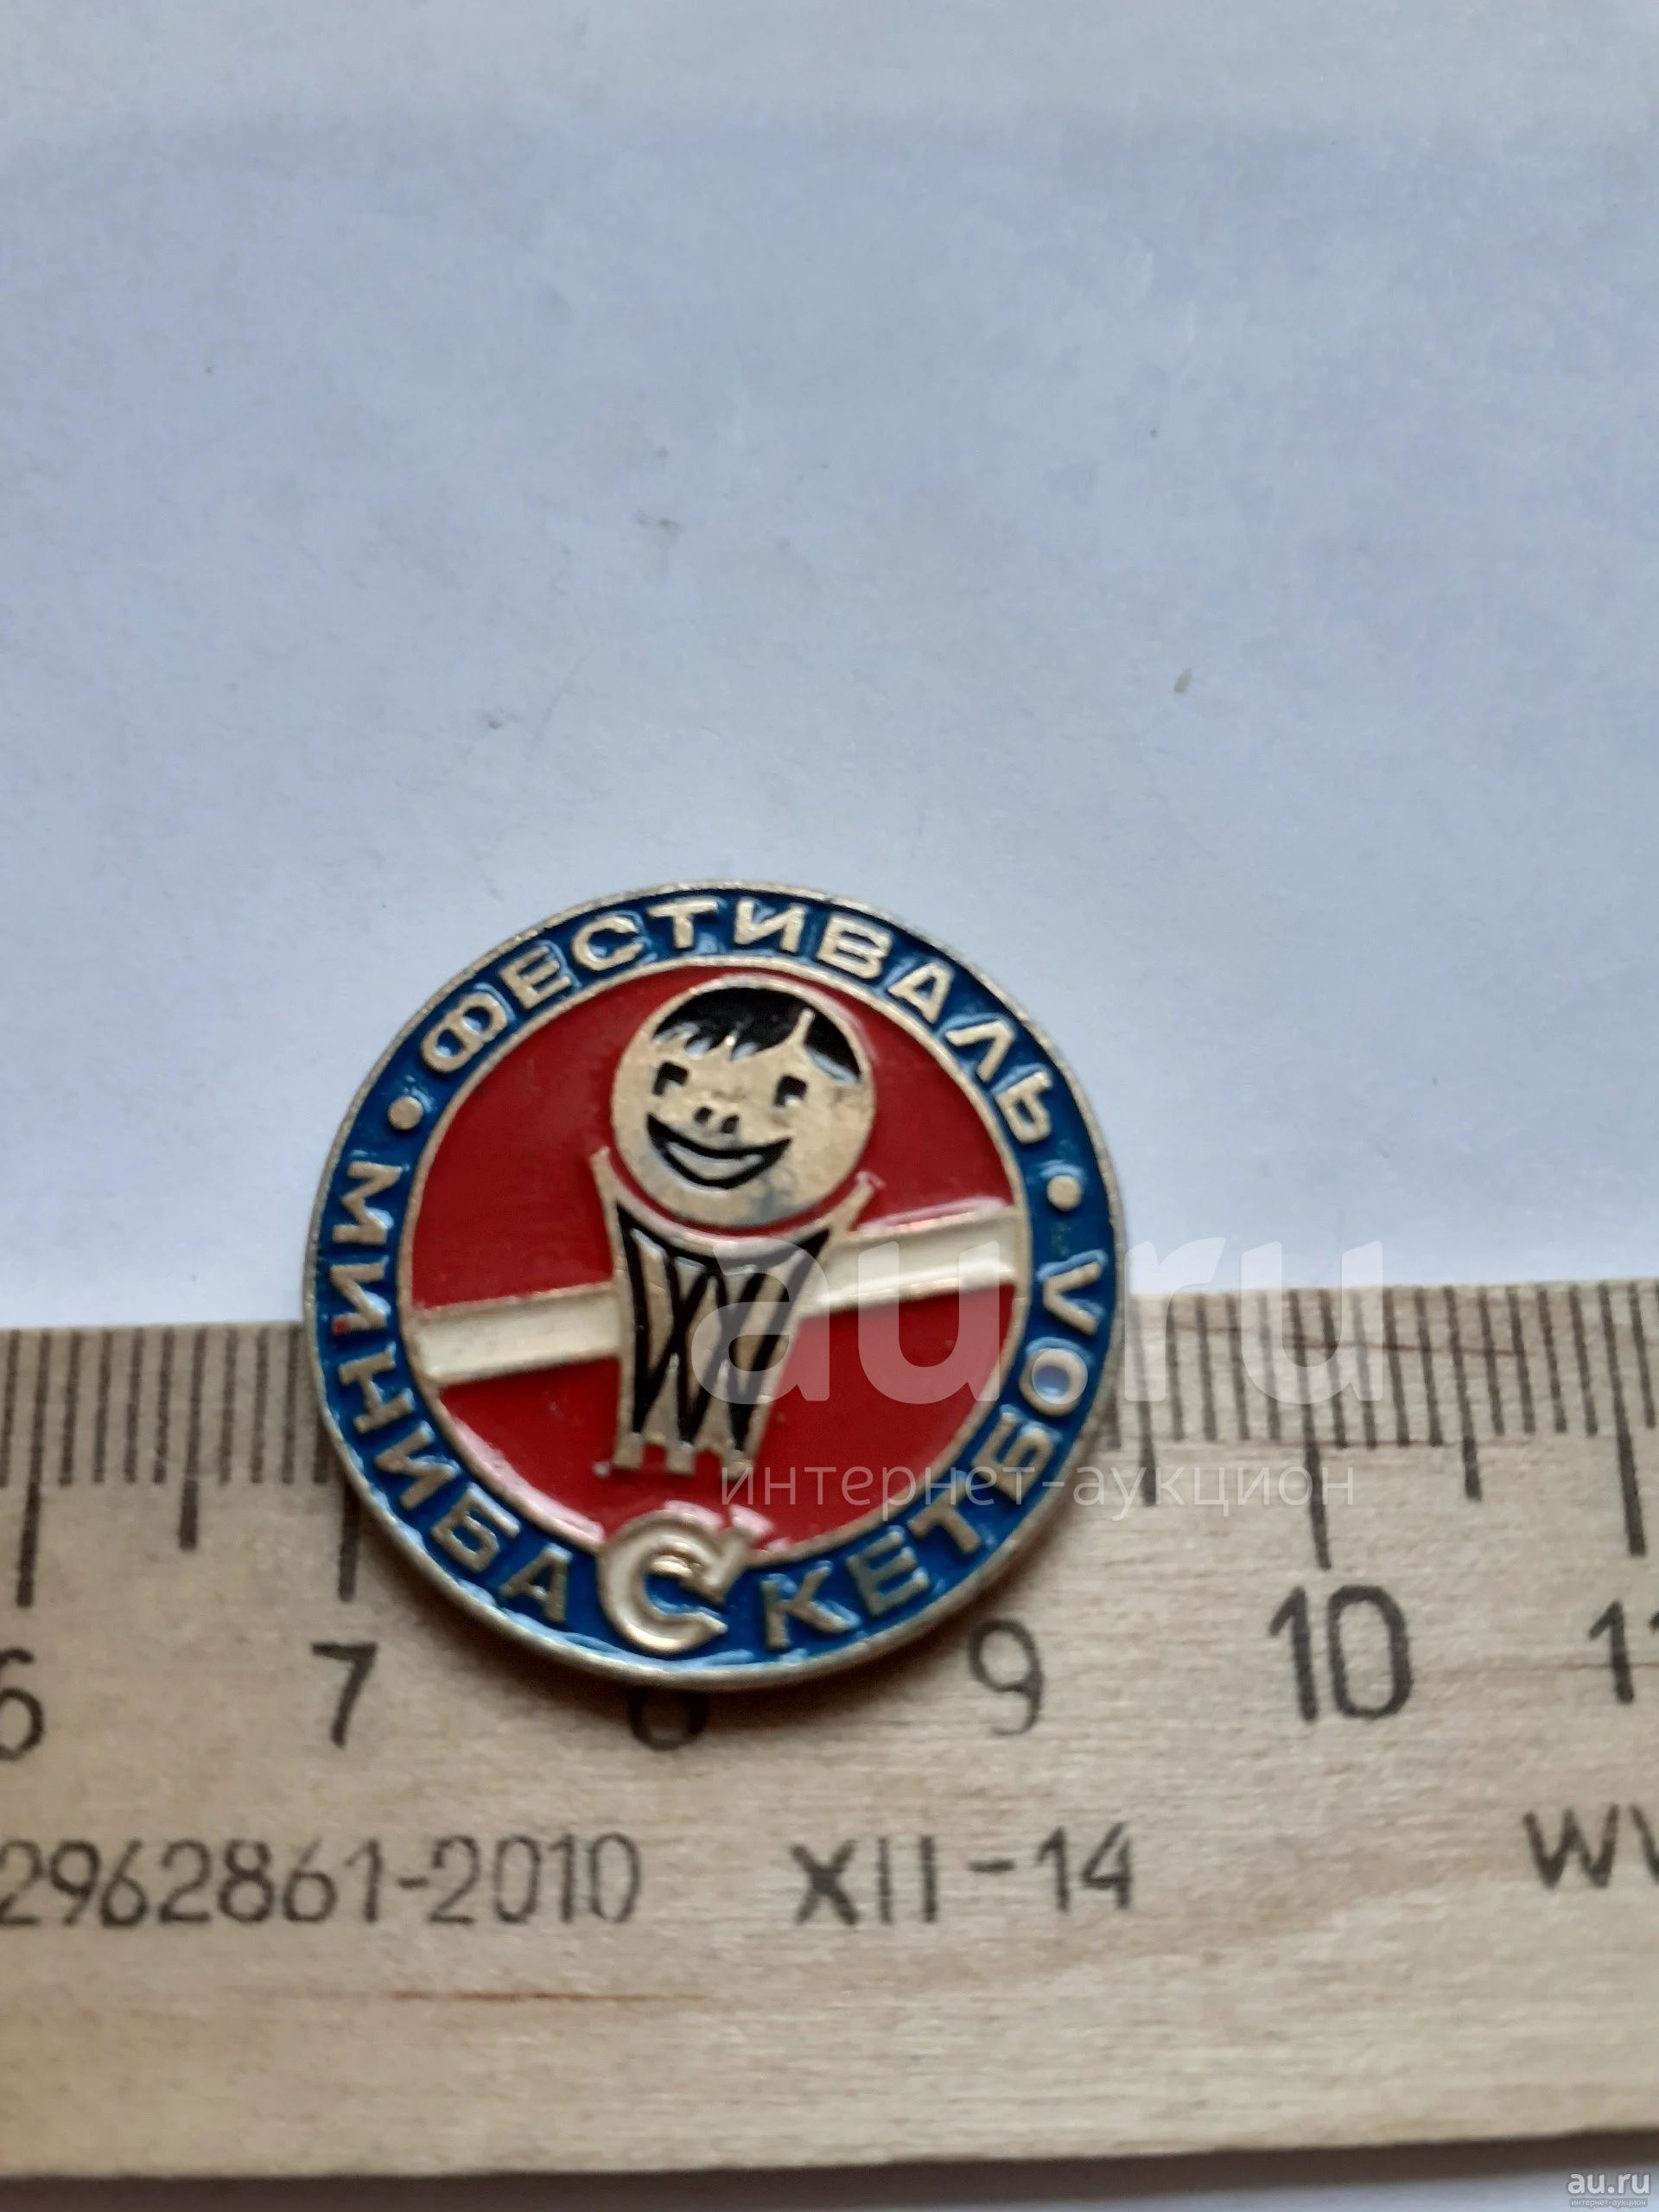 • ФЕСТИВАЛЬ •
МИНИБАСКЕТБОЛ
au.ru
интернет-аукцион
6 7 8 9 10 11
2962861-2010 XII-14
au.ru
интернет-аукцион